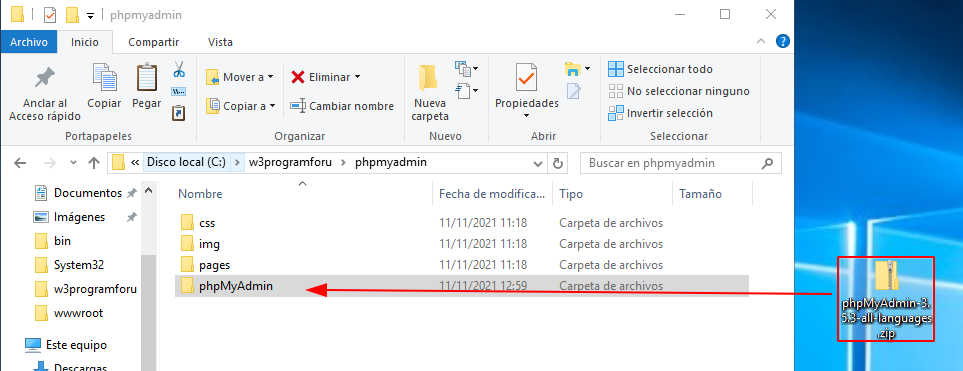 phpmyadmin
Archivo Inicio Compartir Vista
Anclar al
Acceso rápido
Copiar
Pegar
Portapapeles
Mover a
Copiar a
Eliminar
Cambiar nombre
Organizar
Nueva
carpeta
Nuevo
Propiedades
Abrir
Seleccionar todo
No seleccionar ninguno
Invertir selección
Seleccionar
« Disco local (C:) > w3programforu > phpmyadmin
Buscar en phpmyadmin
Documentos
Imágenes
bin
System32
w3programforu
wwwroot
Este equipo
Descargas
Nombre Fecha de modifica... Tipo Tamaño
css 11/11/2021 11:18 Carpeta de archivos
img 11/11/2021 11:18 Carpeta de archivos
pages 11/11/2021 11:18 Carpeta de archivos
phpMyAdmin 11/11/2021 12:59 Carpeta de archivos
phpMyAdmin-3.
5.3-all-languages
.zip